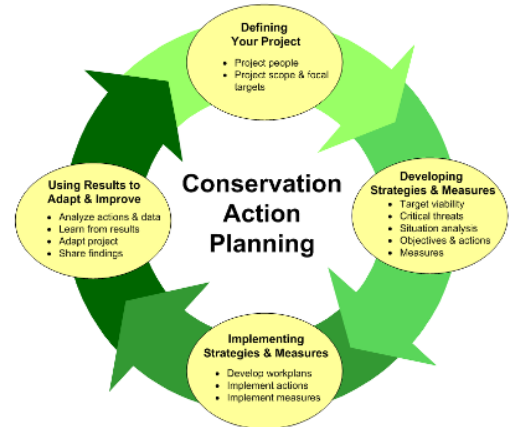 Defining
Your Project
• Project people
• Project scope & focal
targets
Developing
Strategies & Measures
• Target viability
• Critical threats
• Situation analysis
• Objectives & actions
• Measures
Implementing
Strategies & Measures
• Develop workplans
• Implement actions
• Implement measures
Using Results to
Adapt & Improve
• Analyze actions & data
• Learn from results
• Adapt project
• Share findings
Conservation
Action
Planning